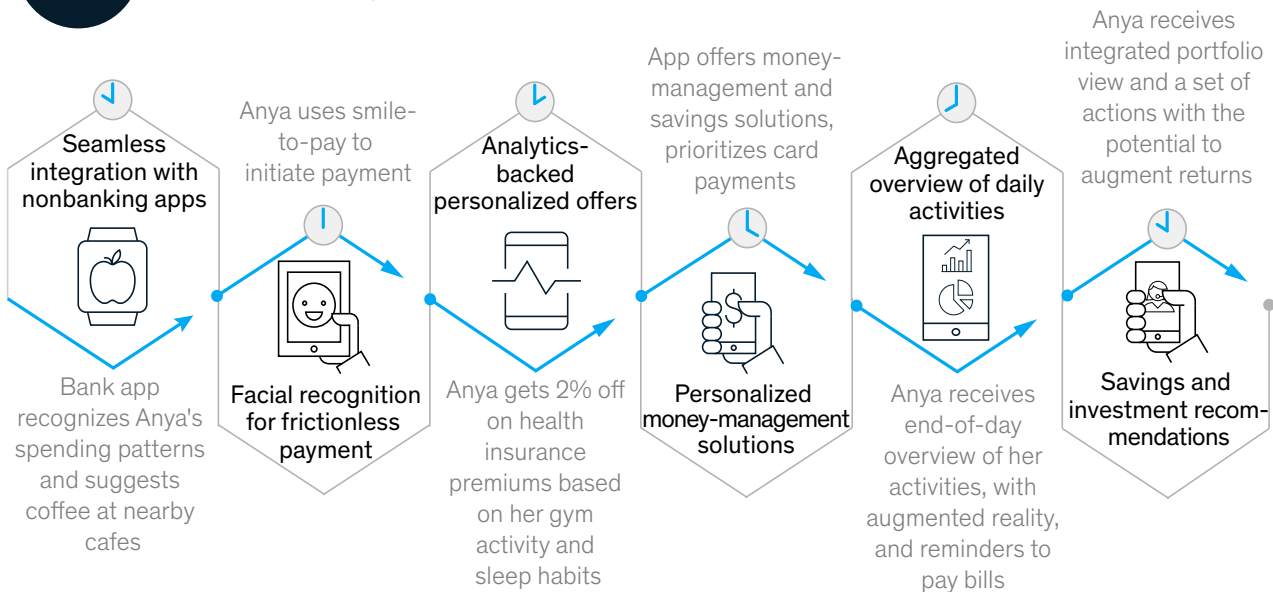 Seamless
integration with
nonbanking apps
Bank app
recognizes Anya's
spending patterns
and suggests
coffee at nearby
cafes
Anya uses smile-
to-pay to
initiate payment
Facial recognition
for frictionless
payment
Analytics-
backed
personalized offers
Anya gets 2% off
on health
insurance
premiums based
on her gym
activity and
sleep habits
App offers money-
management and
savings solutions,
prioritizes card
payments
$
Personalized
money-management
solutions
Aggregated
overview of daily
activities
Anya receives
end-of-day
overview of her
activities, with
augmented reality,
and reminders to
pay bills
Anya receives
integrated portfolio
view and a set of
actions with the
potential to
augment returns
Savings and
investment recom-
mendations